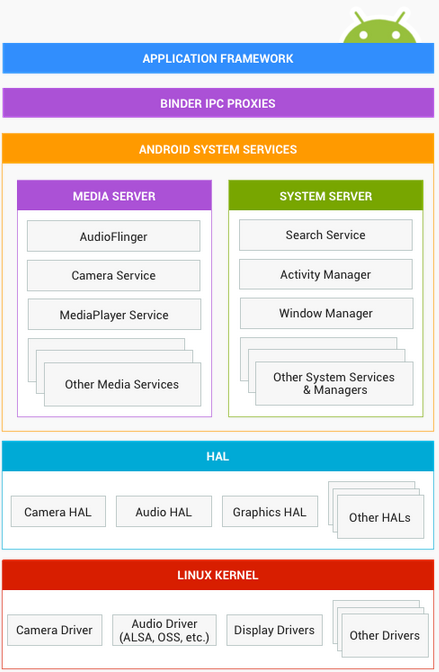 APPLICATION FRAMEWORK
BINDER IPC PROXIES
ANDROID SYSTEM SERVICES
MEDIA SERVER
AudioFlinger
Camera Service
MediaPlayer Service
Other Media Services
SYSTEM SERVER
Search Service
Activity Manager
Window Manager
Other System Services
& Managers
HAL
Camera HAL
Audio HAL
Graphics HAL
Other HALs
LINUX KERNEL
Camera Driver
Audio Driver
(ALSA, OSS, etc.)
Display Drivers
Other Drivers